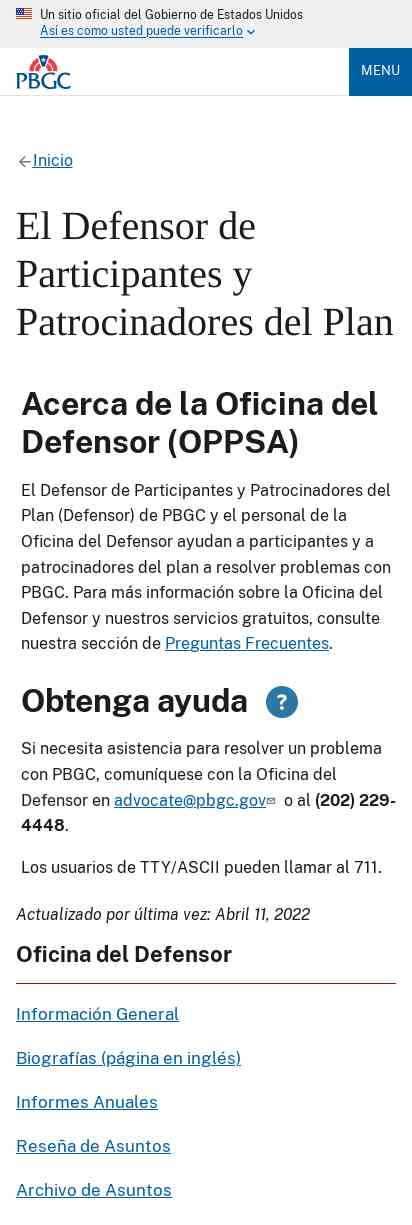 Un sitio oficial del Gobierno de Estados Unidos
Así es como usted puede verificarlo
PBGC
MENU
Inicio
El Defensor de
Participantes y
Patrocinadores del Plan
Acerca de la Oficina del
Defensor (OPPSA)
El Defensor de Participantes y Patrocinadores del
Plan (Defensor) de PBGC y el personal de la
Oficina del Defensor ayudan a participantes y a
patrocinadores del plan a resolver problemas con
PBGC. Para más información sobre la Oficina del
Defensor y nuestros servicios gratuitos, consulte
nuestra sección de Preguntas Frecuentes.
Obtenga ayuda ?
Si necesita asistencia para resolver un problema
con PBGC, comuníquese con la Oficina del
Defensor en advocate@pbgc.gov o al (202) 229-
4448.
Los usuarios de TTY/ASCII pueden llamar al 711.
Actualizado por última vez: Abril 11, 2022
Oficina del Defensor
Información General
Biografías (página en inglés)
Informes Anuales
Reseña de Asuntos
Archivo de Asuntos